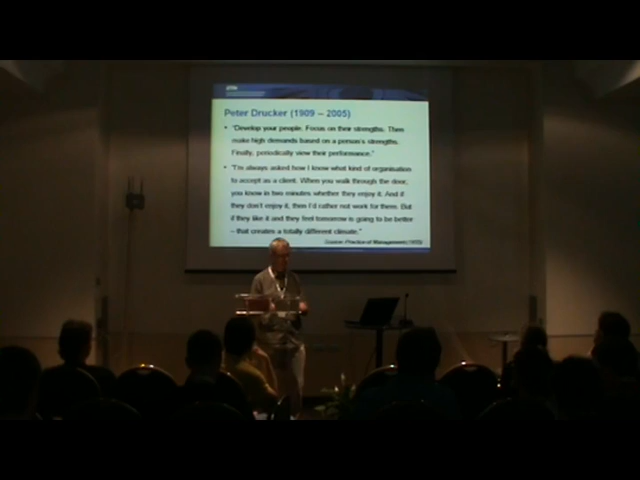 Peter Drucker (1909 – 2005)
• "Develop your people. Focus on their strengths. Then
make high demands based on a person's strengths.
Finally, periodically view their performance."
• "I'm always asked how I know what kind of organisation
to accept as a client. When you walk through the door,
you know in two minutes whether they enjoy it. And if
they don't enjoy it, then I'd rather not work for them. But
if they like it and they feel tomorrow is going to be better
– that creates a totally different climate."
Source: Practice of Management